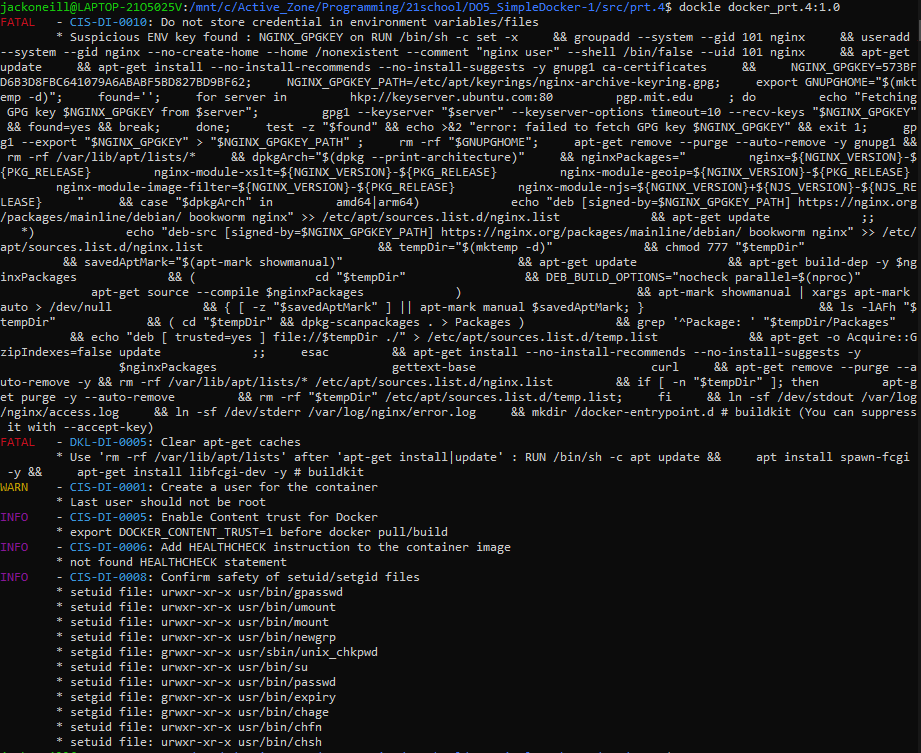 jackoneill@LAPTOP-21O5025V:/mnt/c/Active_Zone/Programming/21school/DO5_SimpleDocker-1/src/prt.4$ dockle docker_prt.4:1.0
FATAL   - CIS-DI-0010: Do not store credential in environment variables/files
        * Suspicious ENV key found : NGINX_GPGKEY on RUN /bin/sh -c set -x     && groupadd --system --gid 101 nginx     && useradd
--system --gid nginx --no-create-home --home /nonexistent --comment "nginx user" --shell /bin/false --uid 101 nginx     && apt-get
update     && apt-get install --no-install-recommends --no-install-suggests -y gnupg1 ca-certificates     &&     NGINX_GPGKEY=573BF
D6B3D8FBC641079A6ABABF5BD827BD9BF62;     NGINX_GPGKEY_PATH=/etc/apt/keyrings/nginx-archive-keyring.gpg;     export GNUPGHOME="$(mkt
emp -d)";     found='';     for server in         hkp://keyserver.ubuntu.com:80         pgp.mit.edu     ; do         echo "Fetching
GPG key $NGINX_GPGKEY from $server";         gpg1 --keyserver "$server" --keyserver-options timeout=10 --recv-keys "$NGINX_GPGKEY"
&& found=yes && break;     done;     test -z "$found" && echo >&2 "error: failed to fetch GPG key $NGINX_GPGKEY" && exit 1;     gp
g1 --export "$NGINX_GPGKEY" > "$NGINX_GPGKEY_PATH" ;     rm -rf "$GNUPGHOME";     apt-get remove --purge --auto-remove -y gnupg1 &&
rm -rf /var/lib/apt/lists/*     && dpkgArch="$(dpkg --print-architecture)"     && nginxPackages="         nginx=${NGINX_VERSION}-$
{PKG_RELEASE}         nginx-module-xslt=${NGINX_VERSION}-${PKG_RELEASE}         nginx-module-geoip=${NGINX_VERSION}-${PKG_RELEASE}
        nginx-module-image-filter=${NGINX_VERSION}-${PKG_RELEASE}         nginx-module-njs=${NGINX_VERSION}+${NJS_VERSION}-${NJS_RE
LEASE}     "     && case "$dpkgArch" in         amd64|arm64)             echo "deb [signed-by=$NGINX_GPGKEY_PATH] https://nginx.org
/packages/mainline/debian/ bookworm nginx" >> /etc/apt/sources.list.d/nginx.list             && apt-get update             ;;
   *)             echo "deb-src [signed-by=$NGINX_GPGKEY_PATH] https://nginx.org/packages/mainline/debian/ bookworm nginx" >> /etc/
apt/sources.list.d/nginx.list                         && tempDir="$(mktemp -d)"             && chmod 777 "$tempDir"
         && savedAptMark="$(apt-mark showmanual)"                         && apt-get update             && apt-get build-dep -y $ng
inxPackages             && (                 cd "$tempDir"                 && DEB_BUILD_OPTIONS="nocheck parallel=$(nproc)"
             apt-get source --compile $nginxPackages             )                         && apt-mark showmanual | xargs apt-mark
auto > /dev/null             && { [ -z "$savedAptMark" ] || apt-mark manual $savedAptMark; }                         && ls -lAFh "$
tempDir"             && ( cd "$tempDir" && dpkg-scanpackages . > Packages )             && grep '^Package: ' "$tempDir/Packages"
          && echo "deb [ trusted=yes ] file://$tempDir ./" > /etc/apt/sources.list.d/temp.list             && apt-get -o Acquire::G
zipIndexes=false update             ;;     esac         && apt-get install --no-install-recommends --no-install-suggests -y
                 $nginxPackages                         gettext-base                         curl     && apt-get remove --purge --a
uto-remove -y && rm -rf /var/lib/apt/lists/* /etc/apt/sources.list.d/nginx.list         && if [ -n "$tempDir" ]; then         apt-g
et purge -y --auto-remove         && rm -rf "$tempDir" /etc/apt/sources.list.d/temp.list;     fi     && ln -sf /dev/stdout /var/log
/nginx/access.log     && ln -sf /dev/stderr /var/log/nginx/error.log     && mkdir /docker-entrypoint.d # buildkit (You can suppress
it with --accept-key)
FATAL   - DKL-DI-0005: Clear apt-get caches
        * Use 'rm -rf /var/lib/apt/lists' after 'apt-get install|update' : RUN /bin/sh -c apt update &&     apt install spawn-fcgi
-y &&     apt-get install libfcgi-dev -y # buildkit
WARN    - CIS-DI-0001: Create a user for the container
        * Last user should not be root
INFO    - CIS-DI-0005: Enable Content trust for Docker
        * export DOCKER_CONTENT_TRUST=1 before docker pull/build
INFO    - CIS-DI-0006: Add HEALTHCHECK instruction to the container image
        * not found HEALTHCHECK statement
INFO    - CIS-DI-0008: Confirm safety of setuid/setgid files
        * setuid file: urwxr-xr-x usr/bin/gpasswd
        * setuid file: urwxr-xr-x usr/bin/umount
        * setuid file: urwxr-xr-x usr/bin/mount
        * setuid file: urwxr-xr-x usr/bin/newgrp
        * setgid file: grwxr-xr-x usr/sbin/unix_chkpwd
        * setuid file: urwxr-xr-x usr/bin/su
        * setuid file: urwxr-xr-x usr/bin/passwd
        * setgid file: grwxr-xr-x usr/bin/expiry
        * setgid file: grwxr-xr-x usr/bin/chage
        * setuid file: urwxr-xr-x usr/bin/chfn
        * setuid file: urwxr-xr-x usr/bin/chsh